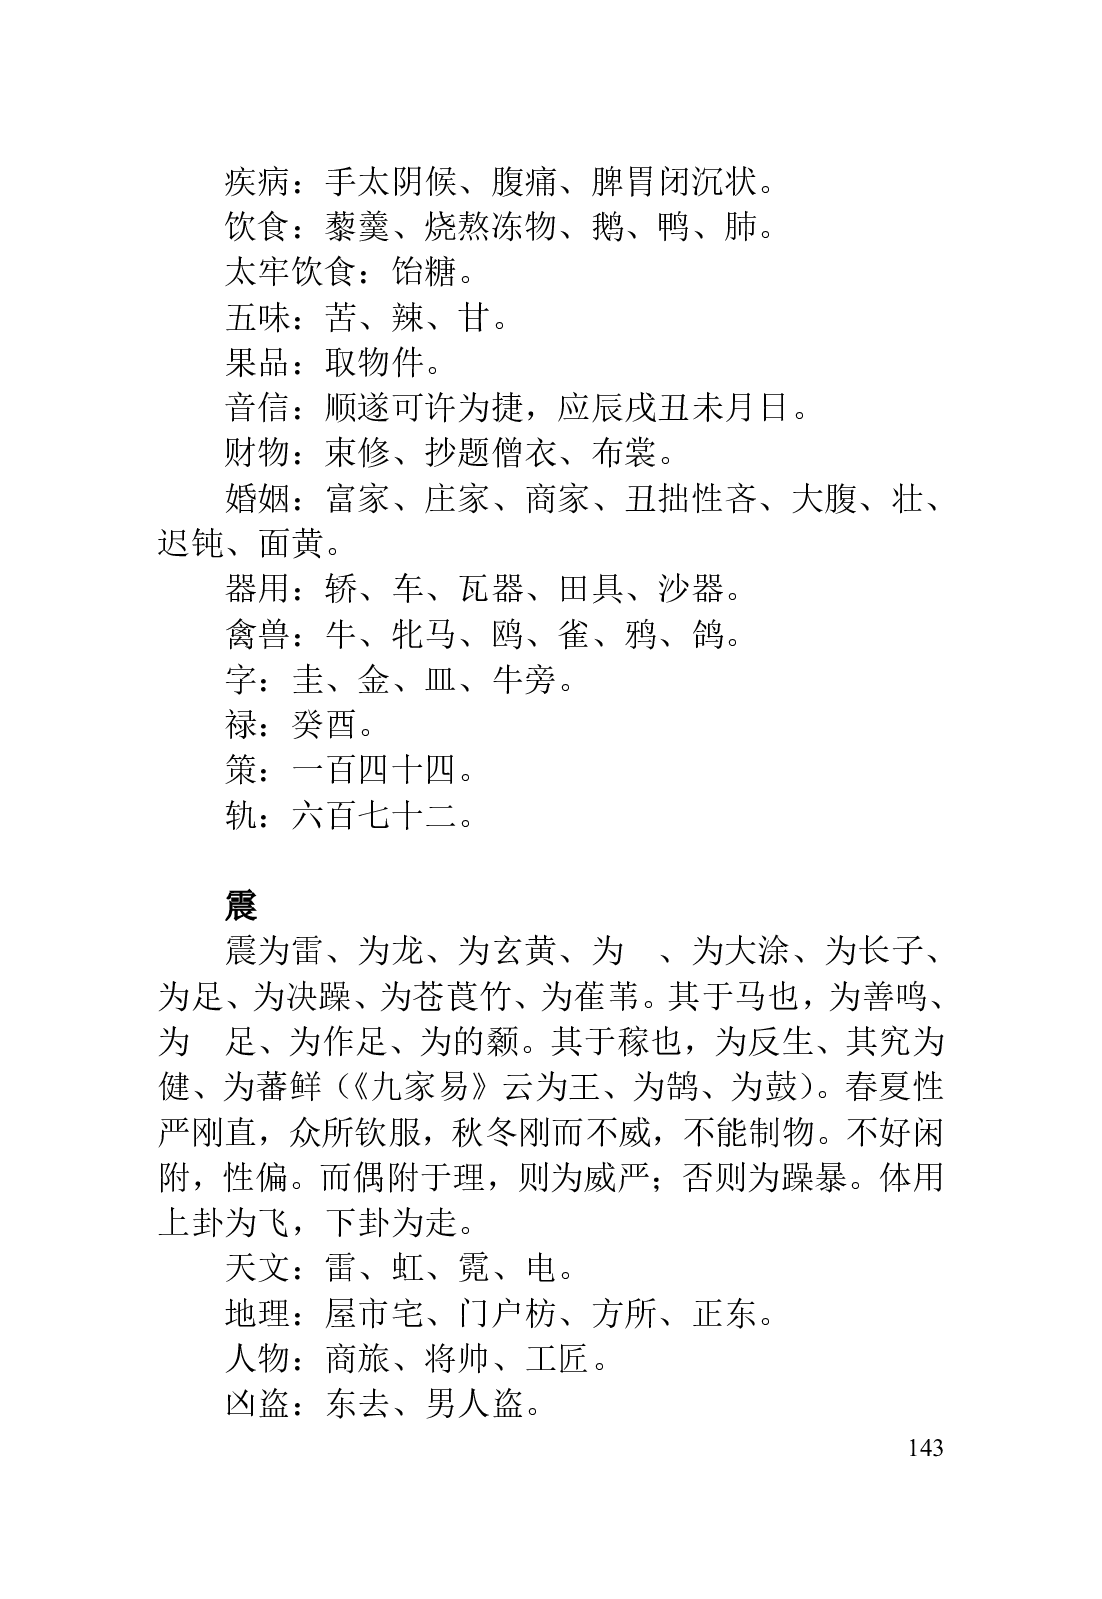 疾病：手太阴候、腹痛、脾胃闭沉状。
饮食：藜羹、烧熬冻物、鹅、鸭、肺。
太牢饮食：饴糖。
五味：苦、辣、甘。
果品：取物件。
音信：顺遂可许为捷，应辰戌丑未月日。
财物：束修、抄题僧衣、布裳。
婚姻：富家、庄家、商家、丑拙性吝、大腹、壮、
迟钝、面黄。
器用：轿、车、瓦器、田具、沙器。
禽兽：牛、牝马、鸥、雀、鸦、鸽。
字：圭、金、皿、牛旁。
禄：癸酉。
策：一百四十四。
轨：六百七十二。
震
震为雷、为龙、为玄黄、为　、为大涂、为长子、
为足、为决躁、为苍莨竹、为萑苇。其于马也，为善鸣、
为　足、为作足、为的颡。其于稼也，为反生、其究为
健、为蕃鲜（《九家易》云为王、为鹄、为鼓）。春夏性
严刚直，众所钦服，秋冬刚而不威，不能制物。不好闲
附，性偏。而偶附于理，则为威严；否则为躁暴。体用
上卦为飞，下卦为走。
天文：雷、虹、霓、电。
地理：屋市宅、门户枋、方所、正东。
人物：商旅、将帅、工匠。
凶盗：东去、男人盗。
143